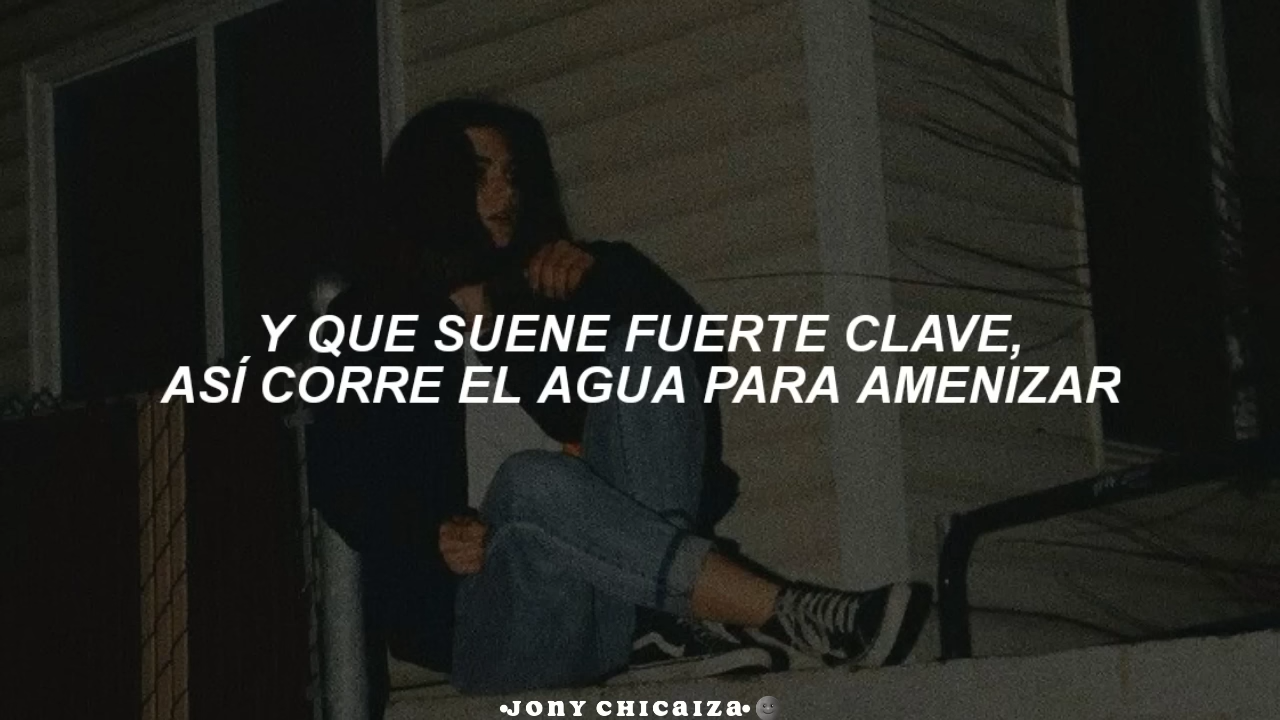 Y QUE SUENE FUERTE CLAVE,
ASÍ CORRE EL AGUA PARA AMENIZAR
•JONY CHICAIZA•